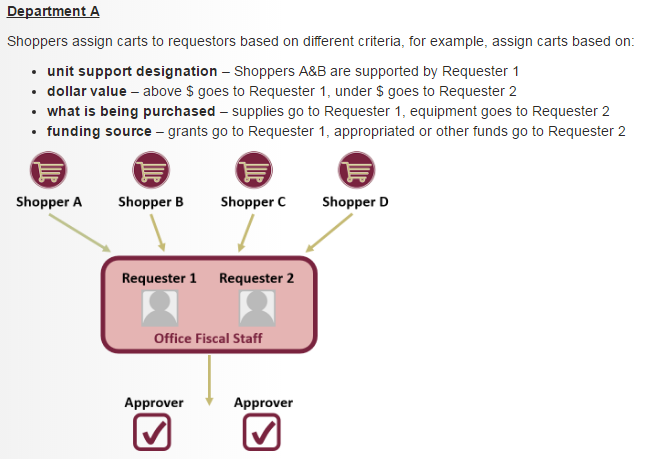 Department A
Shoppers assign carts to requestors based on different criteria, for example, assign carts based on:
• unit support designation – Shoppers A&B are supported by Requester 1
• dollar value – above $ goes to Requester 1, under $ goes to Requester 2
• what is being purchased – supplies go to Requester 1, equipment goes to Requester 2
• funding source – grants go to Requester 1, appropriated or other funds go to Requester 2
Shopper A Shopper B Shopper C Shopper D
Requester 1 Requester 2
Office Fiscal Staff
Approver Approver